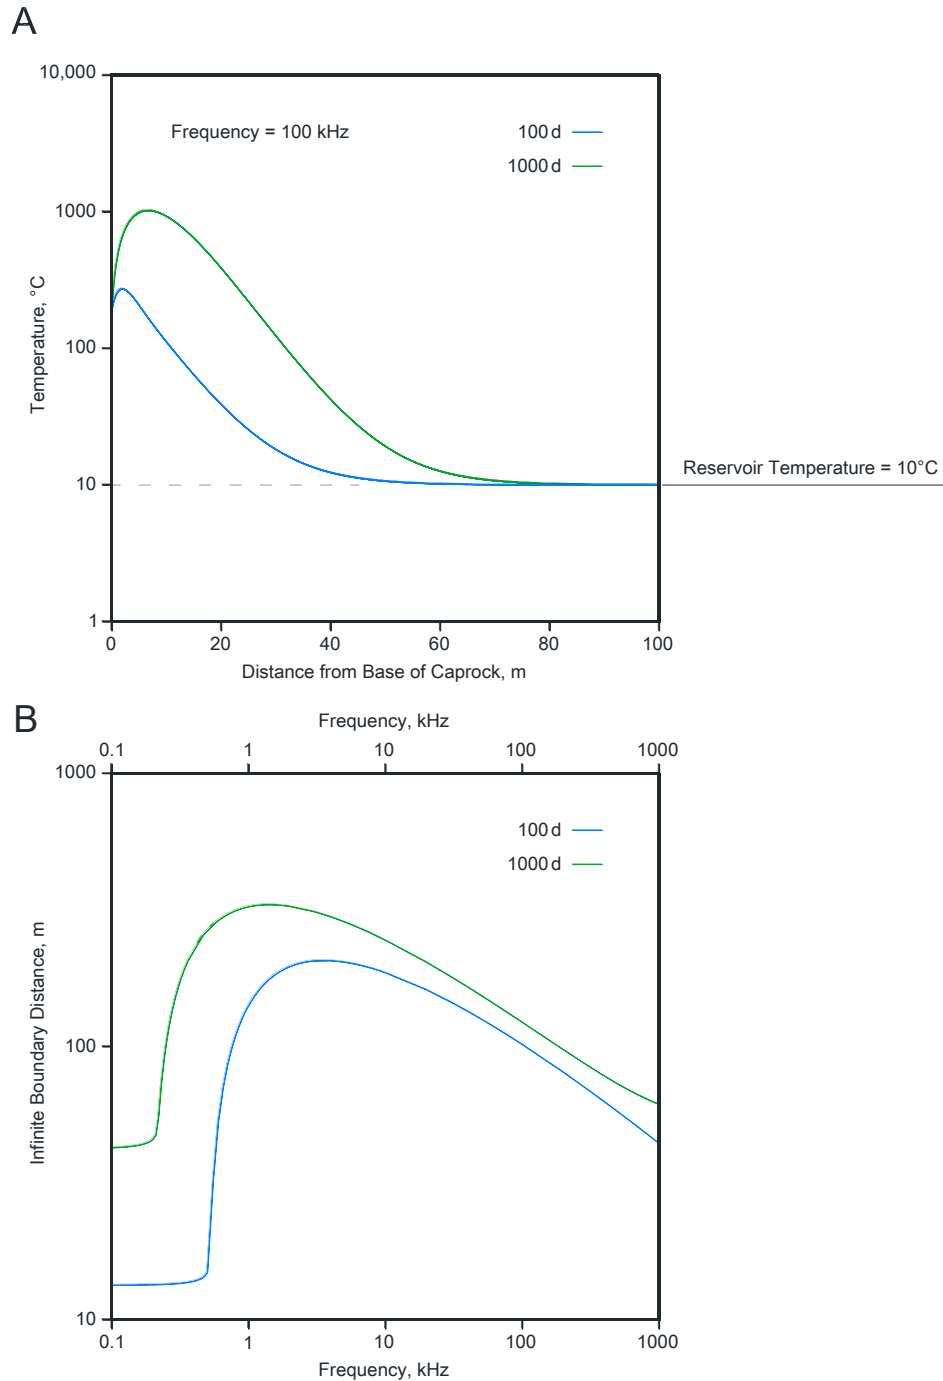 A
10,000
Frequency = 100 kHz
100 d
1000 d
1000
Temperature, °C
100
Reservoir Temperature = 10°C
10
1
0 20 40 60 80 100
Distance from Base of Caprock, m
B
Frequency, kHz
0.1 1 10 100 1000
1000
100 d
1000 d
Infinite Boundary Distance, m
100
10
0.1 1 10 100 1000
Frequency, kHz